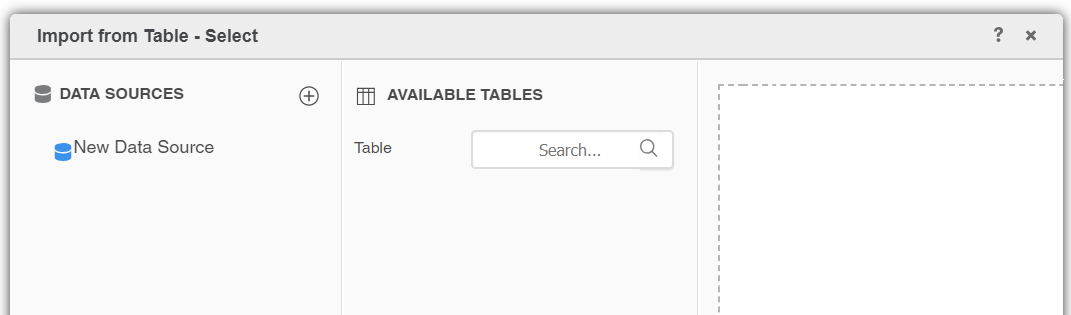 Import from Table - Select
?
DATA SOURCES
AVAILABLE TABLES
New Data Source
Table
Search...